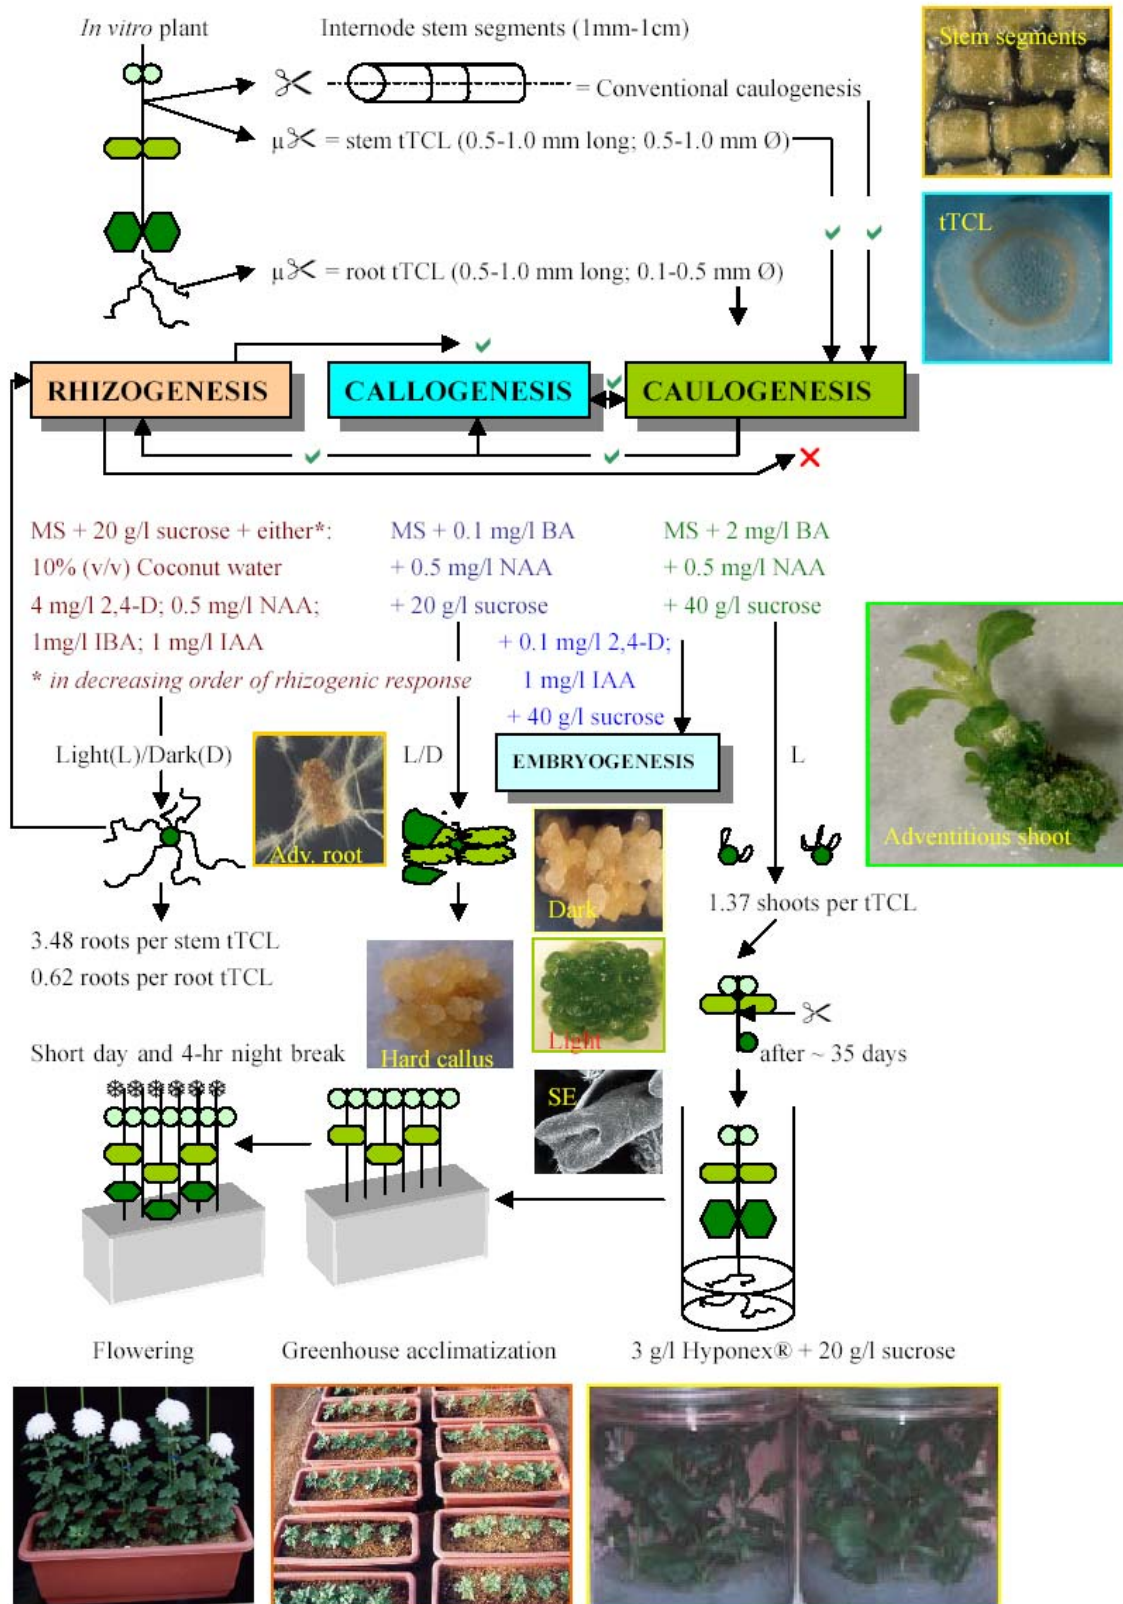 In vitro plant
Internode stem segments (1mm-1cm)
Stem segments
= Conventional caulogenesis
µ = stem tTCL (0.5-1.0 mm long; 0.5-1.0 mm Ø)
tTCL
µ = root tTCL (0.5-1.0 mm long; 0.1-0.5 mm Ø)
RHIZOGENESIS
CALLOGENESIS
CAULOGENESIS
MS + 20 g/l sucrose + either*:
10% (v/v) Coconut water
4 mg/l 2,4-D; 0.5 mg/l NAA;
1mg/l IBA; 1 mg/l IAA
* in decreasing order of rhizogenic response
MS + 0.1 mg/l BA
+ 0.5 mg/l NAA
+ 20 g/l sucrose
MS + 2 mg/l BA
+ 0.5 mg/l NAA
+ 40 g/l sucrose
+ 0.1 mg/l 2,4-D;
1 mg/l IAA
+ 40 g/l sucrose
EMBRYOGENESIS
Light(L)/Dark(D)
L/D
L
Adv. root
Adventitious shoot
Dark
1.37 shoots per tTCL
3.48 roots per stem tTCL
0.62 roots per root tTCL
Hard callus
Light
after ~ 35 days
Short day and 4-hr night break
SE
Flowering
Greenhouse acclimatization
3 g/l Hyponex® + 20 g/l sucrose